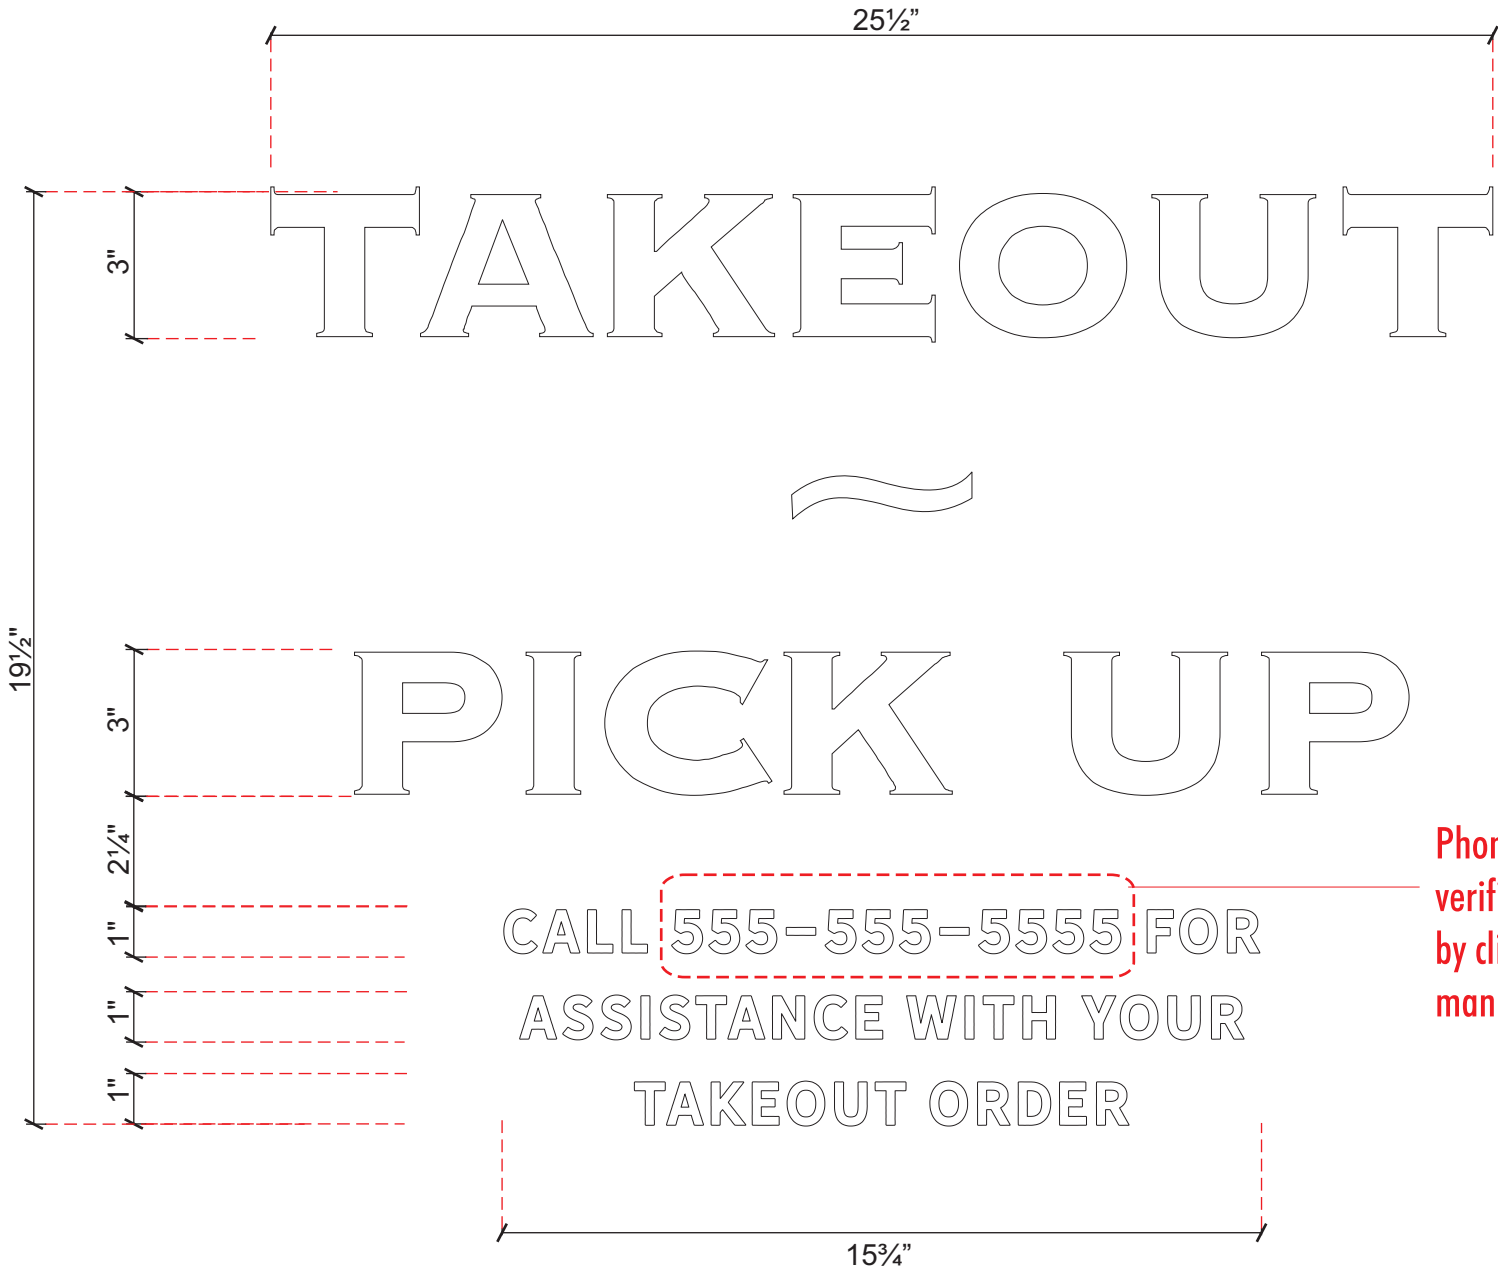 25½”
TAKEOUT
3"
~
19½"
PICK UP
3"
2¼"
CALL 555-555-5555 FOR
1"
ASSISTANCE WITH YOUR
1"
TAKEOUT ORDER
1"
by
15¾”